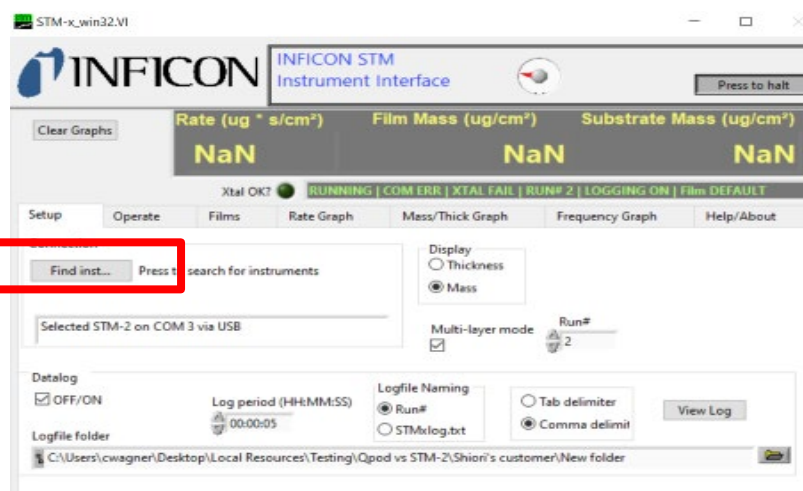 STM-x_win32.VI
INFICON
INFICON STM
Instrument Interface
Press to halt
Clear Graphs
Rate (ug * s/cm²) Film Mass (ug/cm²) Substrate Mass (ug/cm²)
NaN NaN NaN
Xtal OK? RUNNING | COM ERR | XTAL FAIL | RUN# 2 | LOGGING ON | Film DEFAULT
Setup Operate Films Rate Graph Mass/Thick Graph Frequency Graph Help/About
Display
Find inst... Press to search for instruments
Thickness
Mass
Selected STM-2 on COM 3 via USB
Multi-layer mode
Run#
2
Datalog
OFF/ON
Log period (HH:MM:SS)
00:00:05
Logfile Naming
Run#
STMxlog.txt
Tab delimiter
Comma delimit
View Log
Logfile folder
C:\Users\cwagner\Desktop\Local Resources\Testing\Qpod vs STM-2\Shiori's customer\New folder